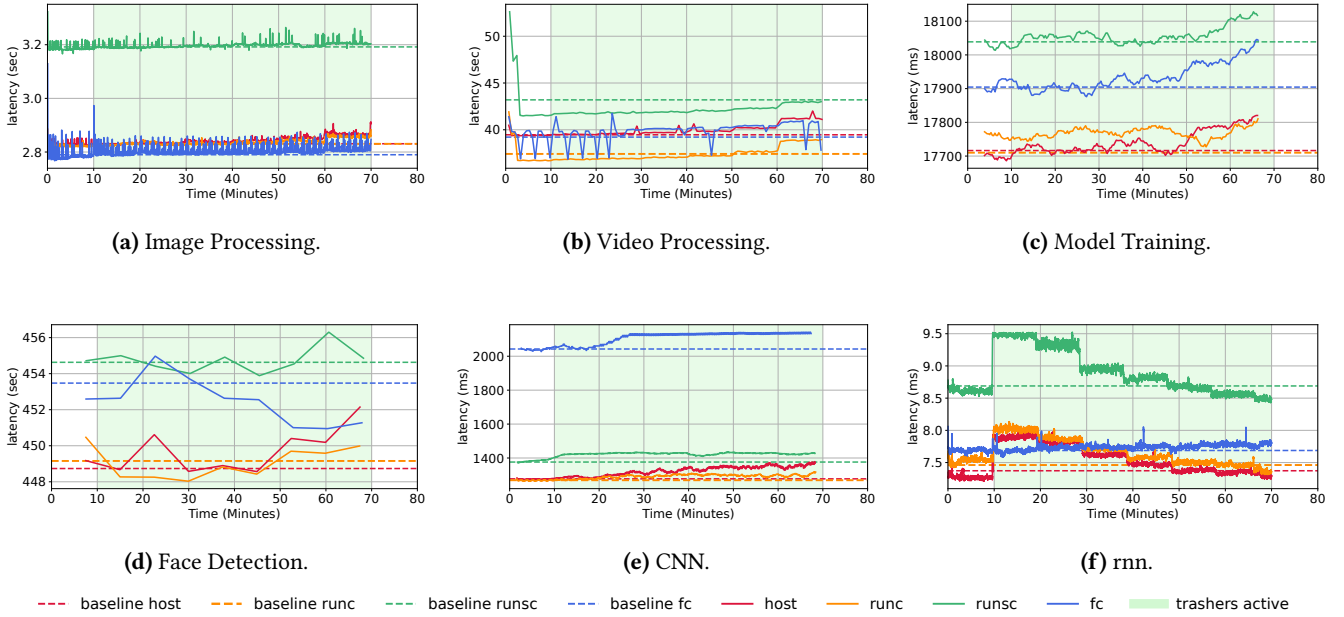 3.2
3.0
2.8
latency (sec)
0 10 20 30 40 50 60 70 80
Time (Minutes)
(a) Image Processing.
50
45
40
latency (sec)
0 10 20 30 40 50 60 70 80
Time (Minutes)
(b) Video Processing.
18100
18000
17900
17800
17700
latency (ms)
0 10 20 30 40 50 60 70 80
Time (Minutes)
(c) Model Training.
456
454
452
450
448
latency (sec)
0 10 20 30 40 50 60 70 80
Time (Minutes)
(d) Face Detection.
2000
1800
1600
1400
latency (ms)
0 10 20 30 40 50 60 70 80
Time (Minutes)
(e) CNN.
9.5
9.0
8.5
8.0
7.5
latency (ms)
0 10 20 30 40 50 60 70 80
Time (Minutes)
(f) rnn.
baseline host baseline runc baseline runsc baseline fc host runc runsc fc trashers active